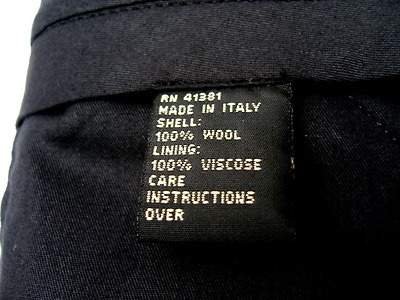 RN 41381
MADE IN ITALY
SHELL:
100% WOOL
LINING:
100% VISCOSE
CARE
INSTRUCTIONS
OVER